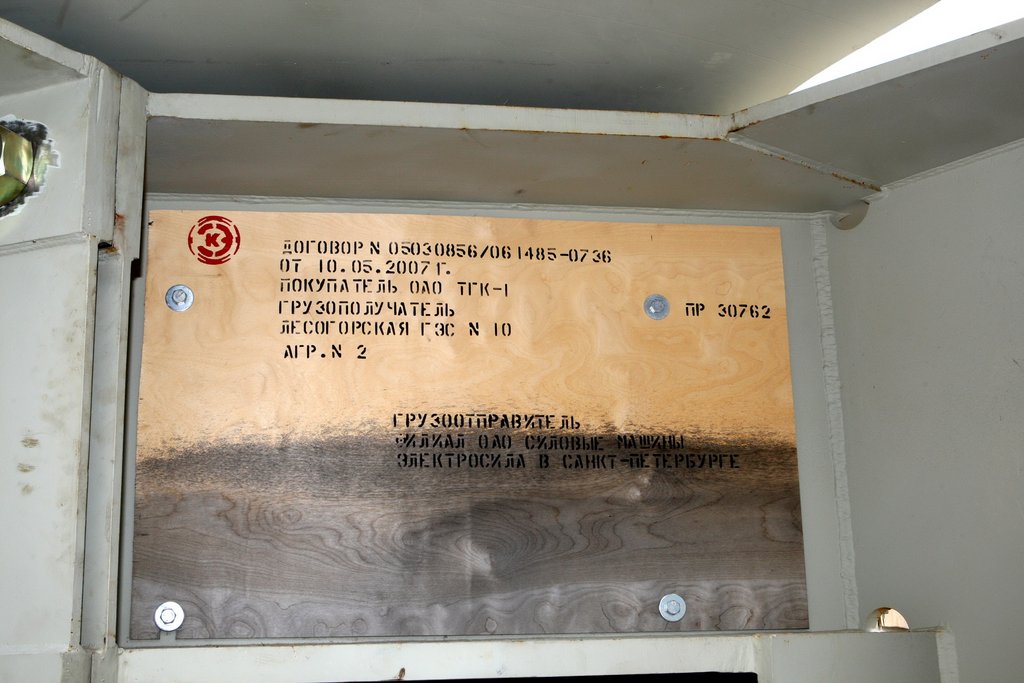 К
ДОГОВОР N 05030856/061485-0736
ОТ 10.05.2007 Г.
ПОКУПАТЕЛЬ ОАО ТГК-1
ГРУЗОПОЛУЧАТЕЛЬ
ПР 30762
ЛЕСОГОРСКАЯ ГЭС N 10
АГР. N 2
ГРУЗООТПРАВИТЕЛЬ
ФИЛИАЛ ОАО СИЛОВЫЕ МАШИНЫ
ЭЛЕКТРОСИЛА В САНКТ-ПЕТЕРБУРГЕ